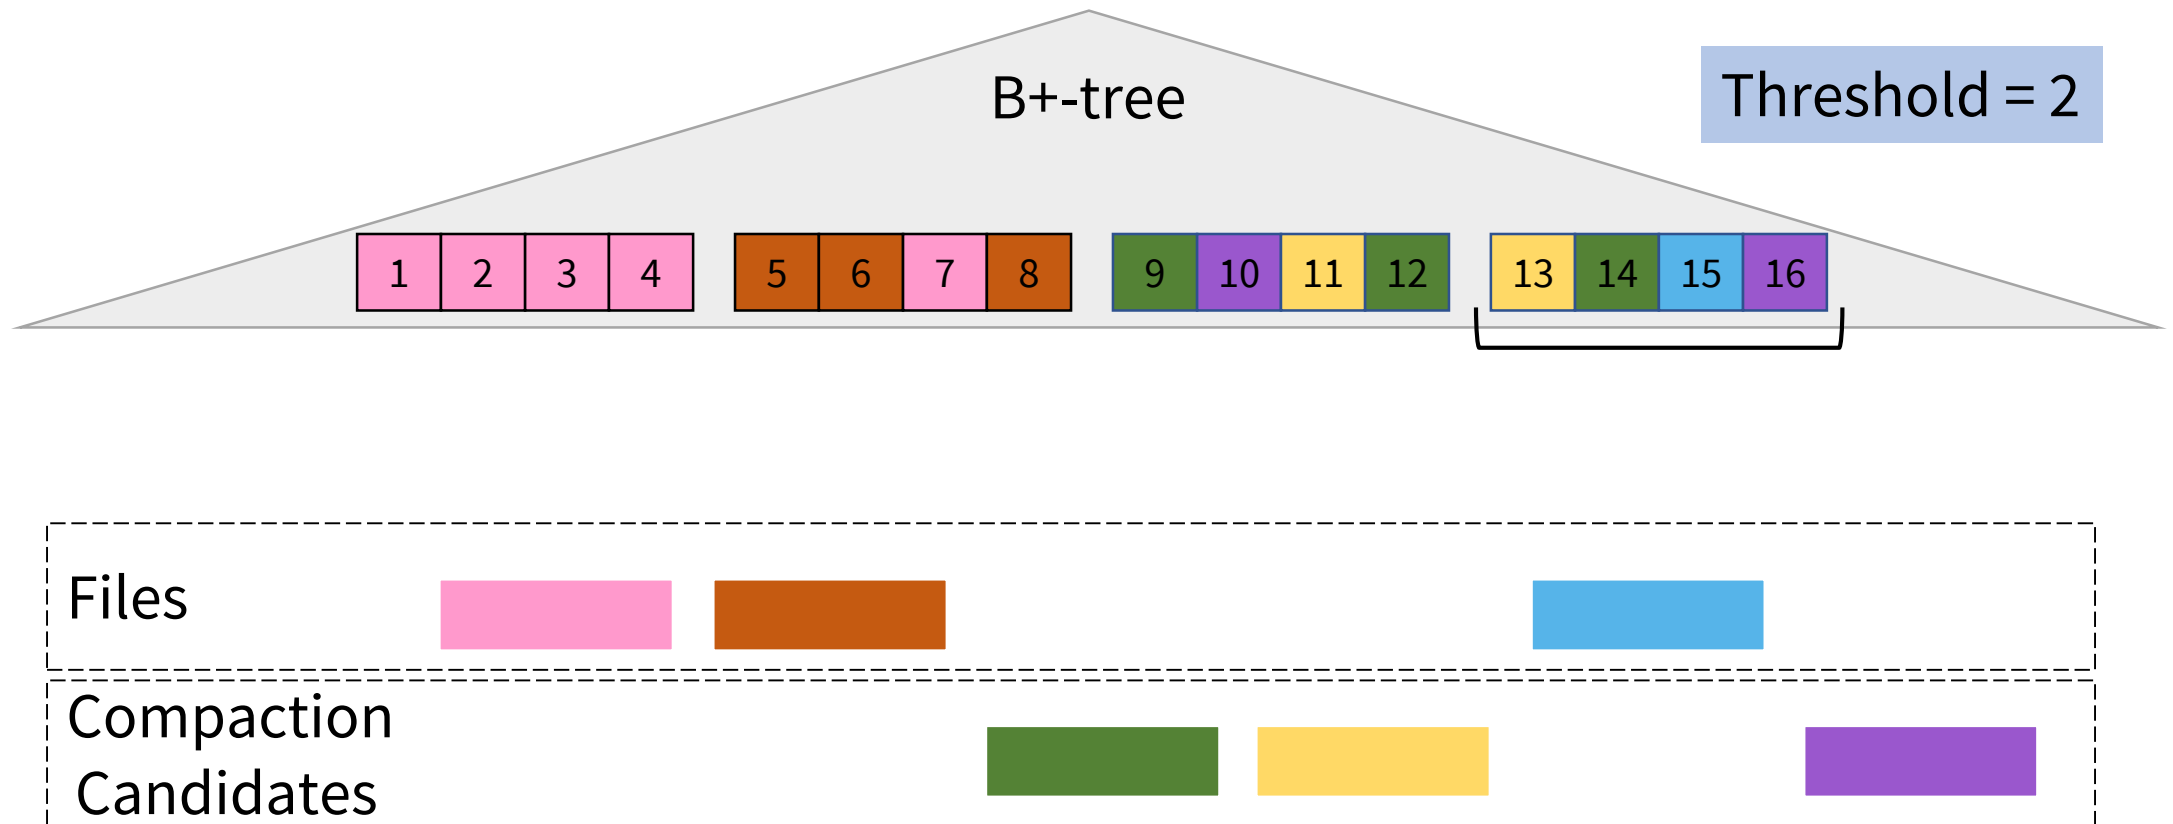 B+-tree
Threshold = 2
1 2 3 4 5 6 7 8 9 10 11 12 13 14 15 16
Files
Compaction
Candidates